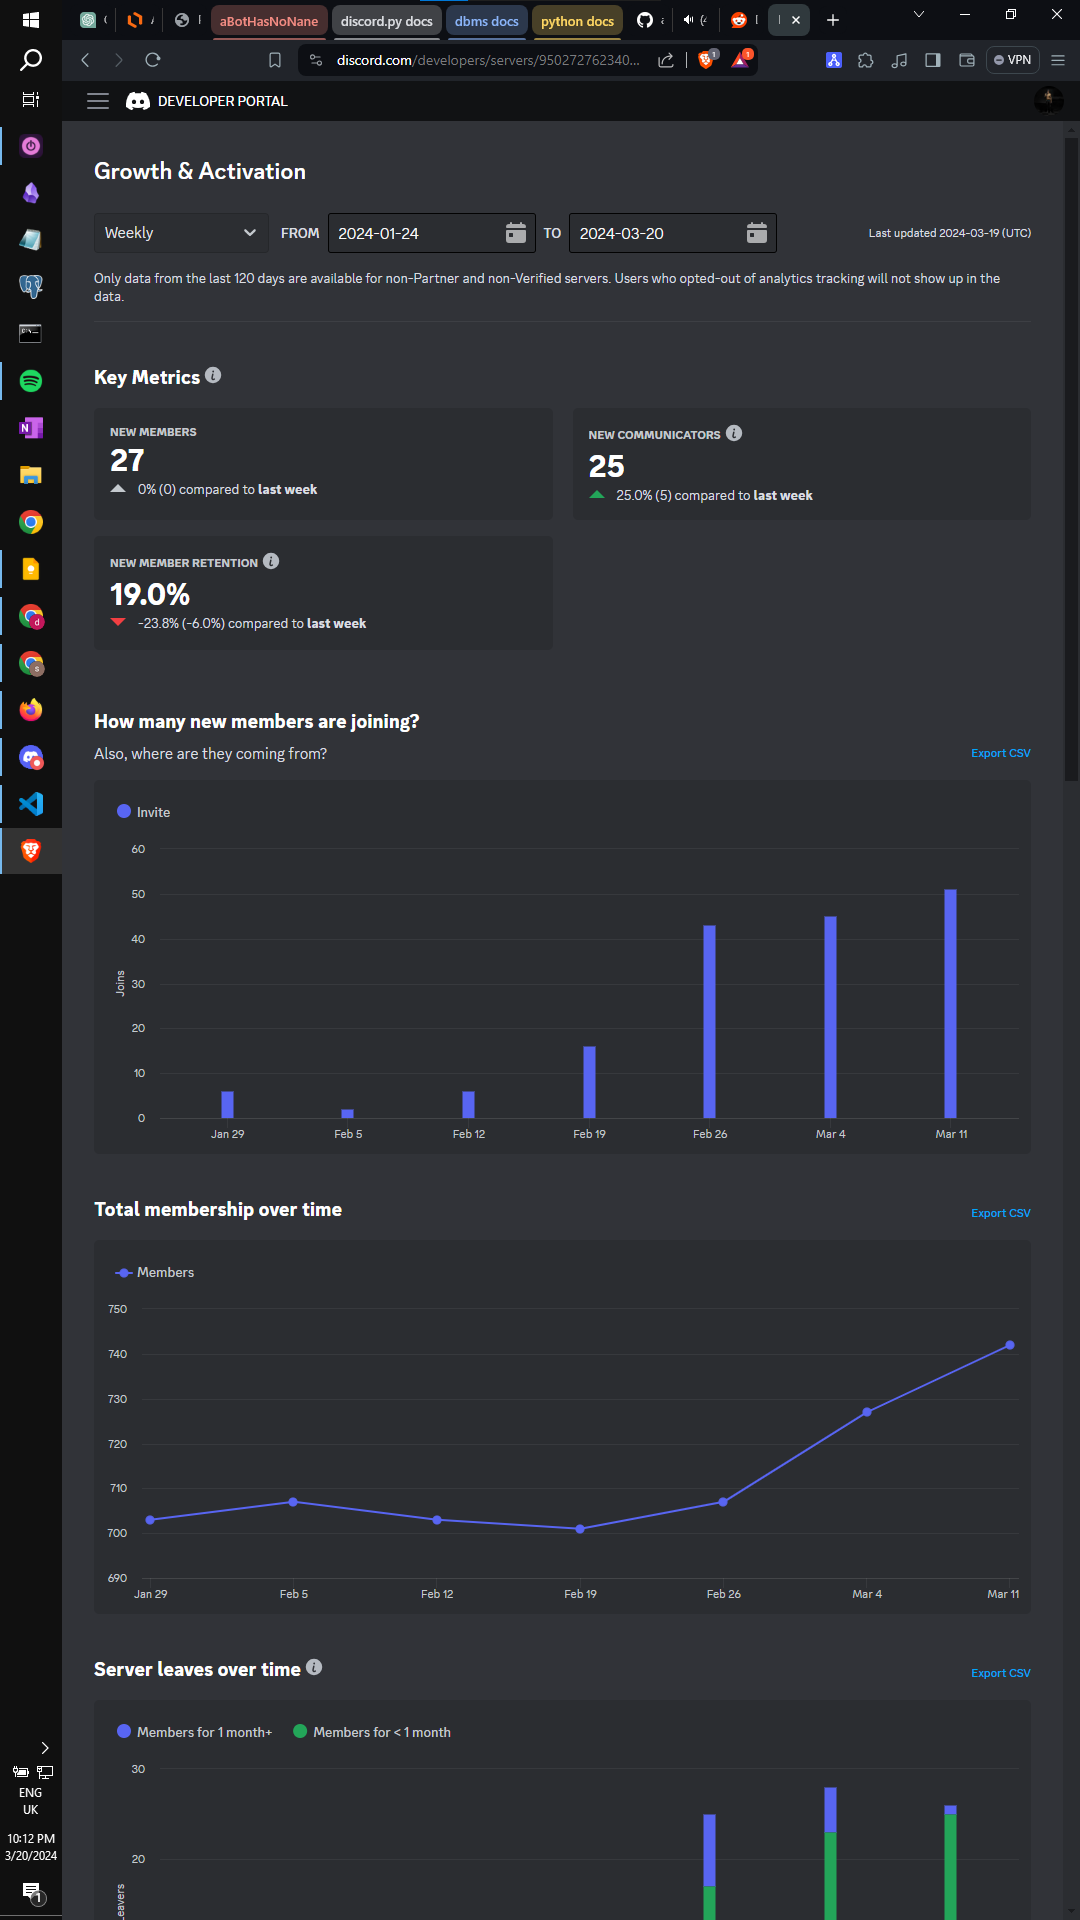 aBotHasNoNane
discord.py docs
dbms docs
python docs
discord.com/developers/servers/950272762340...
1
1
VPN
DEVELOPER PORTAL
Growth & Activation
Weekly
FROM
2024-01-24
TO
2024-03-20
Last updated 2024-03-19 (UTC)
Only data from the last 120 days are available for non-Partner and non-Verified servers. Users who opted-out of analytics tracking will not show up in the
data.
Key Metrics
NEW MEMBERS
27
0% (0) compared to last week
NEW COMMUNICATORS
25
25.0% (5) compared to last week
NEW MEMBER RETENTION
19.0%
-23.8% (-6.0%) compared to last week
How many new members are joining?
Also, where are they coming from?
Export CSV
Invite
60
50
40
30
20
10
0
Joins
Jan 29
Feb 5
Feb 12
Feb 19
Feb 26
Mar 4
Mar 11
Total membership over time
Export CSV
Members
750
740
730
720
710
700
690
Jan 29
Feb 5
Feb 12
Feb 19
Feb 26
Mar 4
Mar 11
Server leaves over time
Export CSV
Members for 1 month+
Members for < 1 month
30
20
ENG
UK
10:12 PM
3/20/2024
1